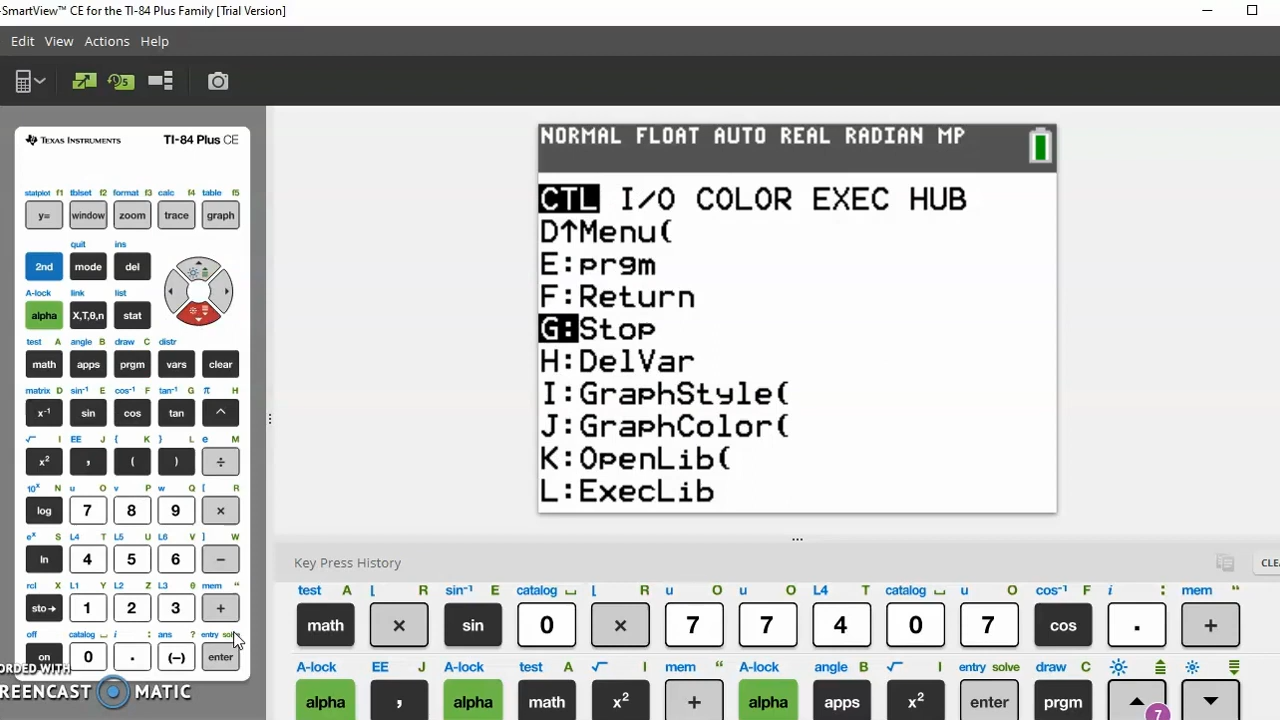 SmartView™ CE for the TI-84 Plus Family [Trial Version]
Edit View Actions Help
TEXAS INSTRUMENTS TI-84 Plus CE
statplot f1 tblset f2 format f3 calc f4 table f5
y= window zoom trace graph
quit ins
2nd mode del
A-lock link list
alpha X,T,θ,n stat
test A angle B draw C distr
math apps prgm vars clear
matrix D sin⁻¹ E cos⁻¹ F tan⁻¹ G π H
x⁻¹ sin cos tan ^
√ I EE J { K } L e M
x² , ( ) ÷
10ˣ N u O v P w Q [ R
log 7 8 9 ×
eˣ S L4 T L5 U L6 V ] W
ln 4 5 6 −
rcl X L1 Y L2 Z L3 θ mem "
sto→ 1 2 3 +
off catalog ⎵ i : ans ? entry solve
on 0 . (−) enter
ORDED WITH
REENCAST MATIC
NORMAL FLOAT AUTO REAL RADIAN MP
CTL I/O COLOR EXEC HUB
D↑Menu(
E:prgm
F:Return
G:Stop
H:DelVar
I:GraphStyle(
J:GraphColor(
K:OpenLib(
L:ExecLib
Key Press History CLEA
test A [ R sin⁻¹ E catalog ⎵ [ R u O u O L4 T catalog ⎵ u O cos⁻¹ F i : mem "
math × sin 0 × 7 7 4 0 7 cos . +
A-lock EE J A-lock test A √ I mem " A-lock angle B √ I entry solve draw C
alpha , alpha math x² + alpha apps x² enter prgm
7